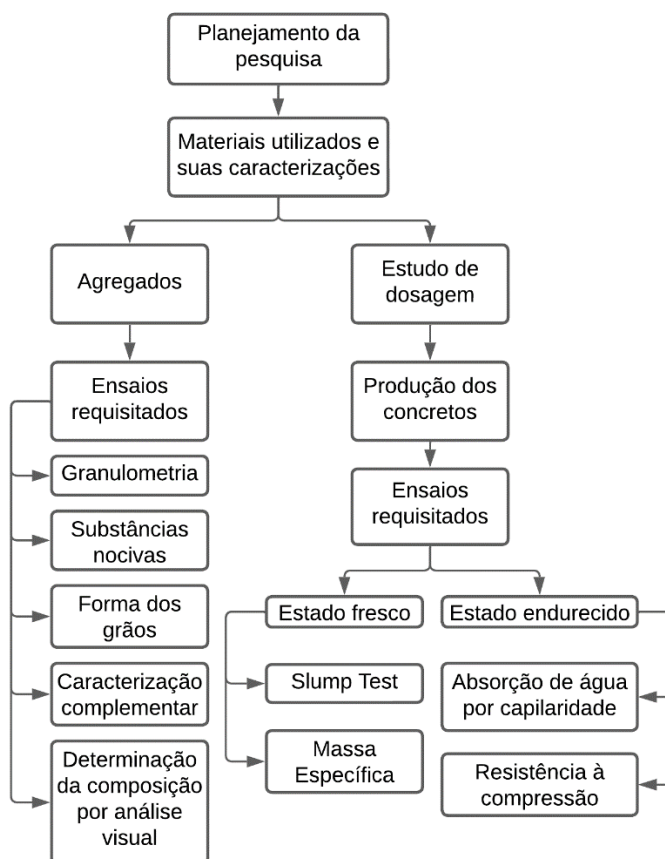 Planejamento da
pesquisa
Materiais utilizados e
suas caracterizações
Agregados
Estudo de
dosagem
Ensaios
requisitados
Produção dos
concretos
Granulometria
Ensaios
requisitados
Substâncias
nocivas
Forma dos
grãos
Estado fresco
Estado endurecido
Caracterização
complementar
Slump Test
Absorção de água
por capilaridade
Determinação
da composição
por análise
visual
Massa
Específica
Resistência à
compressão